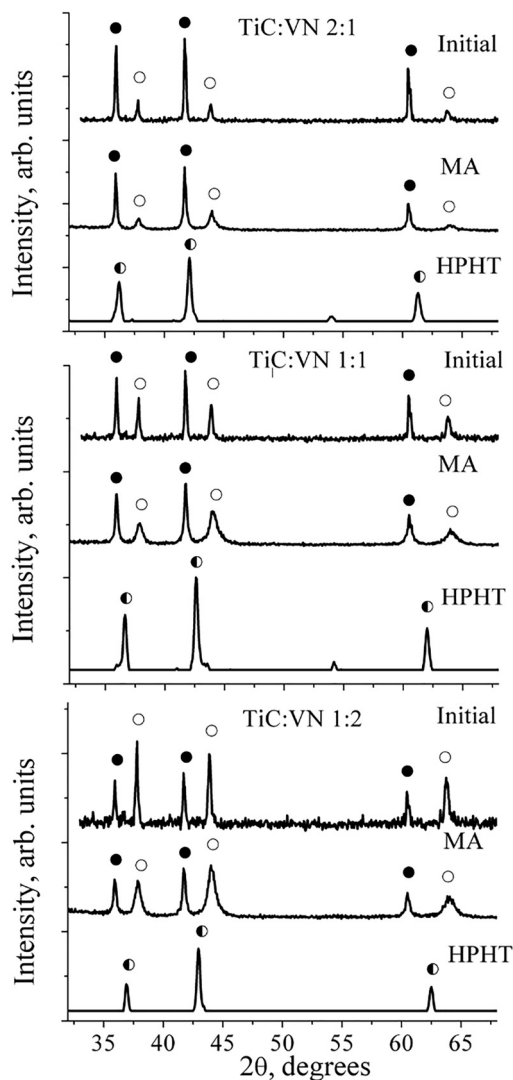 TiC:VN 2:1
Initial
MA
HPHT
Intensity, arb. units
TiC:VN 1:1
Initial
MA
HPHT
Intensity, arb. units
TiC:VN 1:2
Initial
MA
HPHT
Intensity, arb. units
35 40 45 50 55 60 65
2θ, degrees